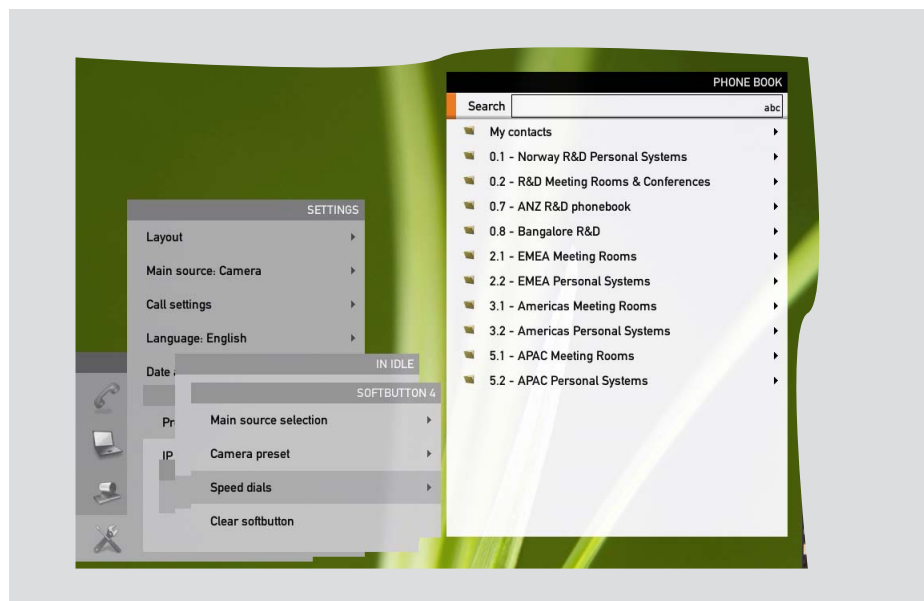 PHONE BOOK
Search
abc
My contacts
0.1 - Norway R&D Personal Systems
0.2 - R&D Meeting Rooms & Conferences
0.7 - ANZ R&D phonebook
0.8 - Bangalore R&D
2.1 - EMEA Meeting Rooms
2.2 - EMEA Personal Systems
3.1 - Americas Meeting Rooms
3.2 - Americas Personal Systems
5.1 - APAC Meeting Rooms
5.2 - APAC Personal Systems
SETTINGS
Layout
Main source: Camera
Call settings
Language: English
Date
IP
IN IDLE
SOFTBUTTON 4
Main source selection
Camera preset
Speed dials
Clear softbutton